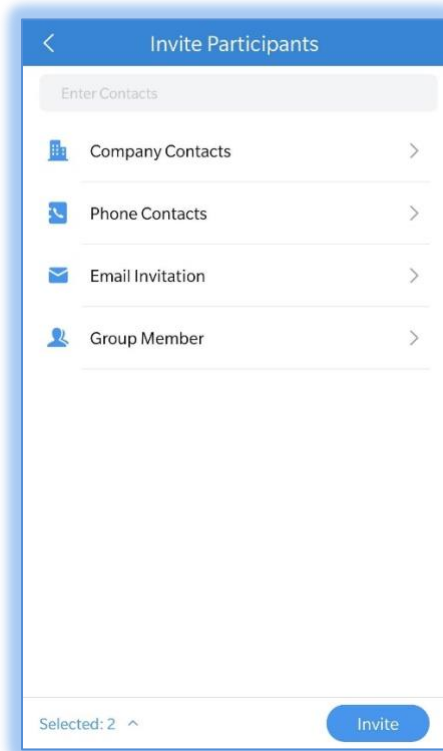 Invite Participants
Enter Contacts
Company Contacts
Phone Contacts
Email Invitation
Group Member
Selected: 2
Invite